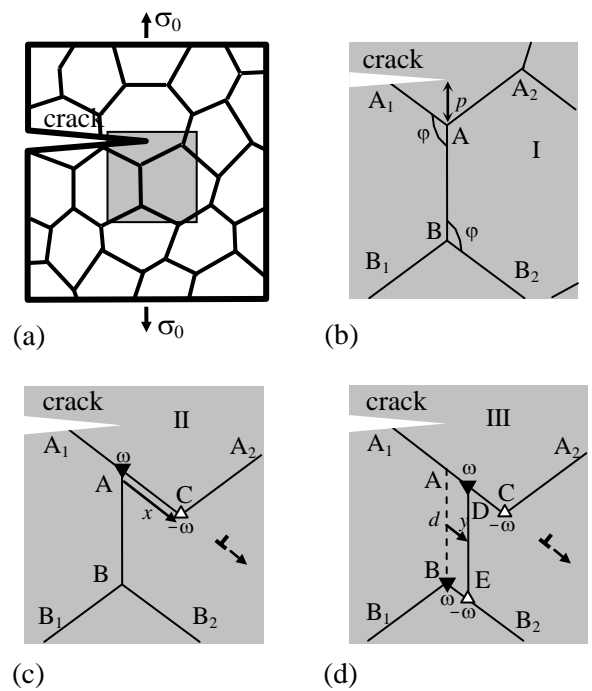 σ₀
crack
σ₀
(a)
crack
A₁
p
A₂
φ
A
I
B
φ
B₁
B₂
(b)
crack
II
A₁
ω
A₂
A
C
x
−ω
B
B₁
B₂
(c)
crack
III
A₁
A₂
A
ω
C
D
−ω
d
y
B
E
ω
−ω
B₁
B₂
(d)